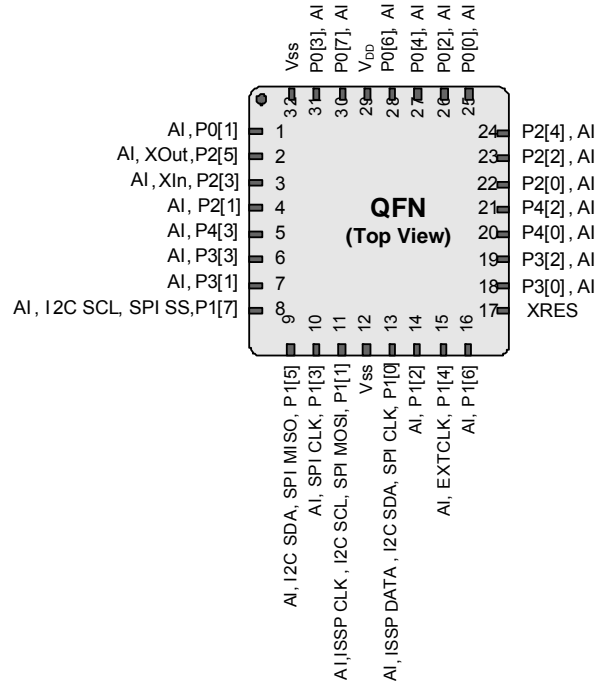 Vss
P0[3], AI
P0[7], AI
VDD
P0[6], AI
P0[4], AI
P0[2], AI
P0[0], AI
32
31
30
29
28
27
26
25
AI, P0[1]
1
AI, XOut, P2[5]
2
AI, XIn, P2[3]
3
AI, P2[1]
4
AI, P4[3]
5
AI, P3[3]
6
AI, P3[1]
7
AI, I2C SCL, SPI SS, P1[7]
8
QFN
(Top View)
24
P2[4], AI
23
P2[2], AI
22
P2[0], AI
21
P4[2], AI
20
P4[0], AI
19
P3[2], AI
18
P3[0], AI
17
XRES
9
10
11
12
13
14
15
16
AI, I2C SDA, SPI MISO, P1[5]
AI, SPI CLK, P1[3]
AI, ISSP CLK, I2C SCL, SPI MOSI, P1[1]
Vss
AI, ISSP DATA, I2C SDA, SPI CLK, P1[0]
AI, P1[2]
AI, EXTCLK, P1[4]
AI, P1[6]